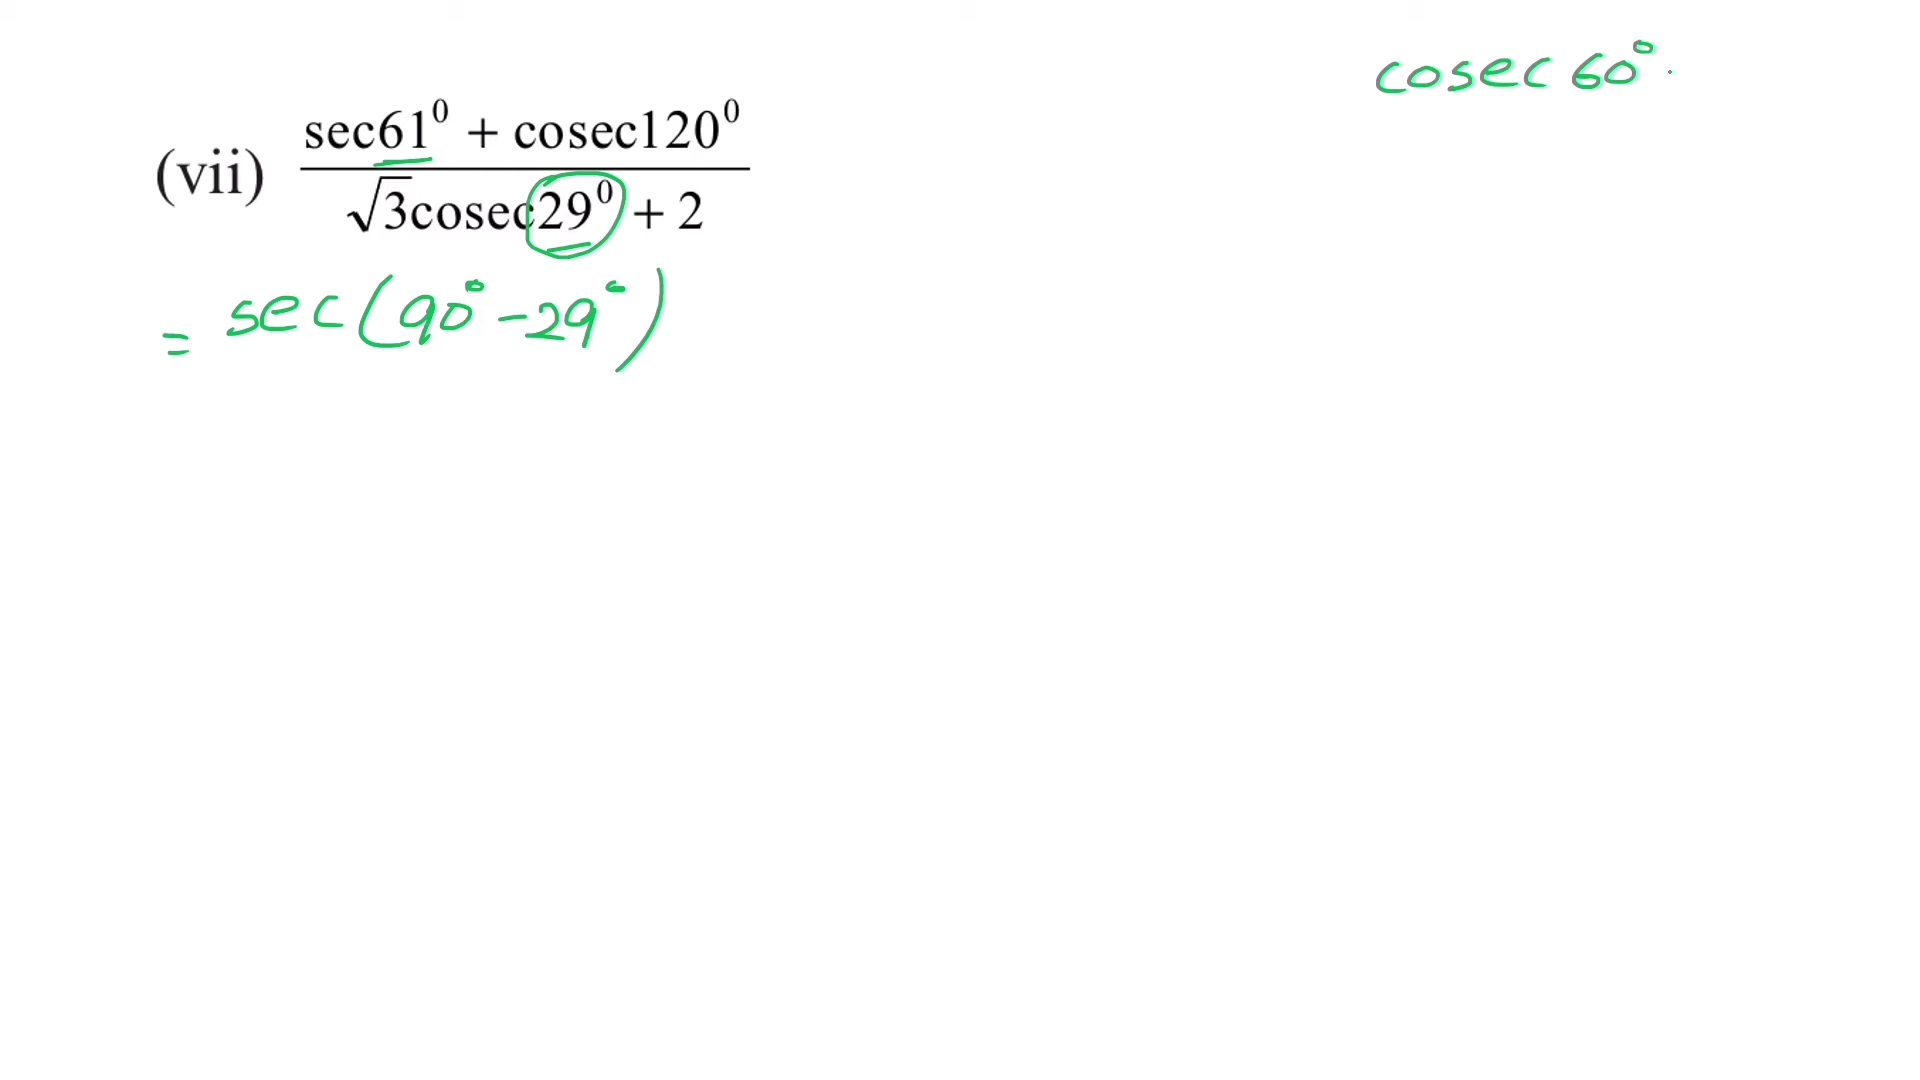 cosec 60°
(vii) sec61⁰ + cosec120⁰
√3cosec29⁰ + 2
= sec(90° - 29°)